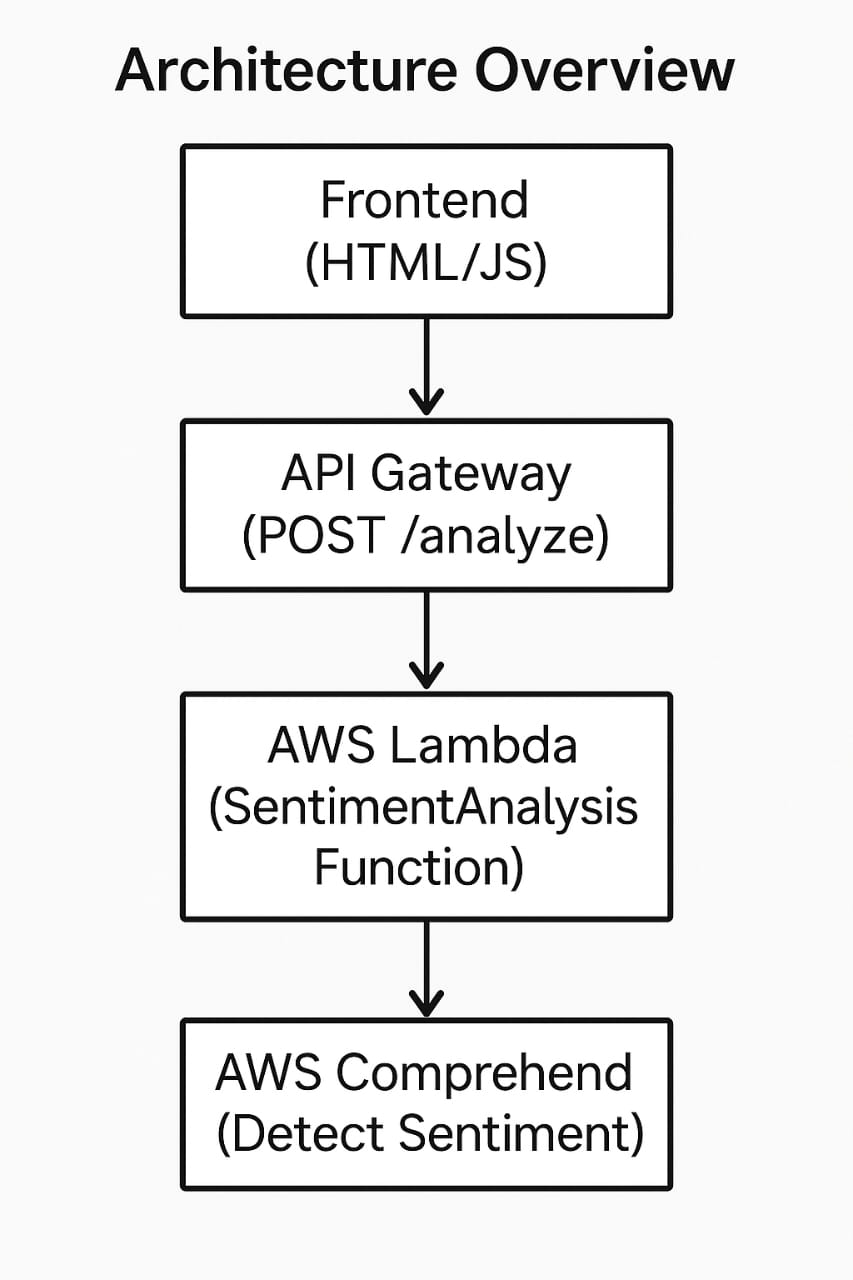 Architecture Overview
Frontend
(HTML/JS)
API Gateway
(POST /analyze)
AWS Lambda
(SentimentAnalysis
Function)
AWS Comprehend
(Detect Sentiment)